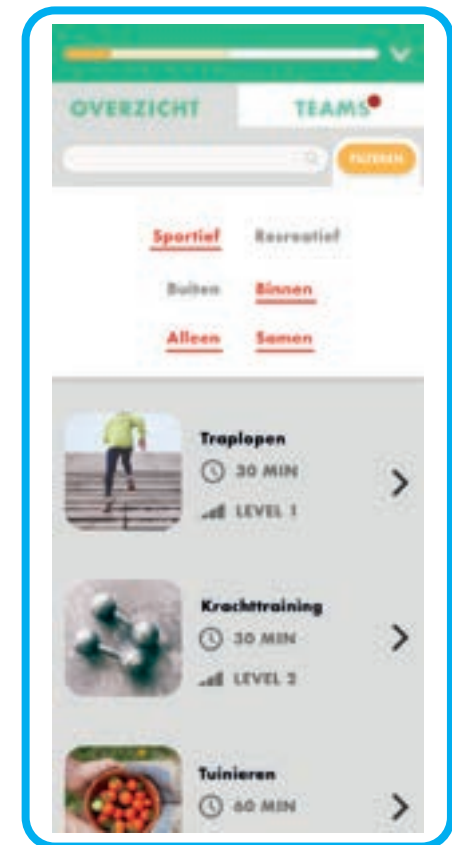 OVERZICHT TEAMS
FILTEREN
Sportief Recreatief
Buiten Binnen
Alleen Samen
Traplopen
30 MIN
LEVEL 1
Krachttraining
30 MIN
LEVEL 2
Tuinieren
60 MIN